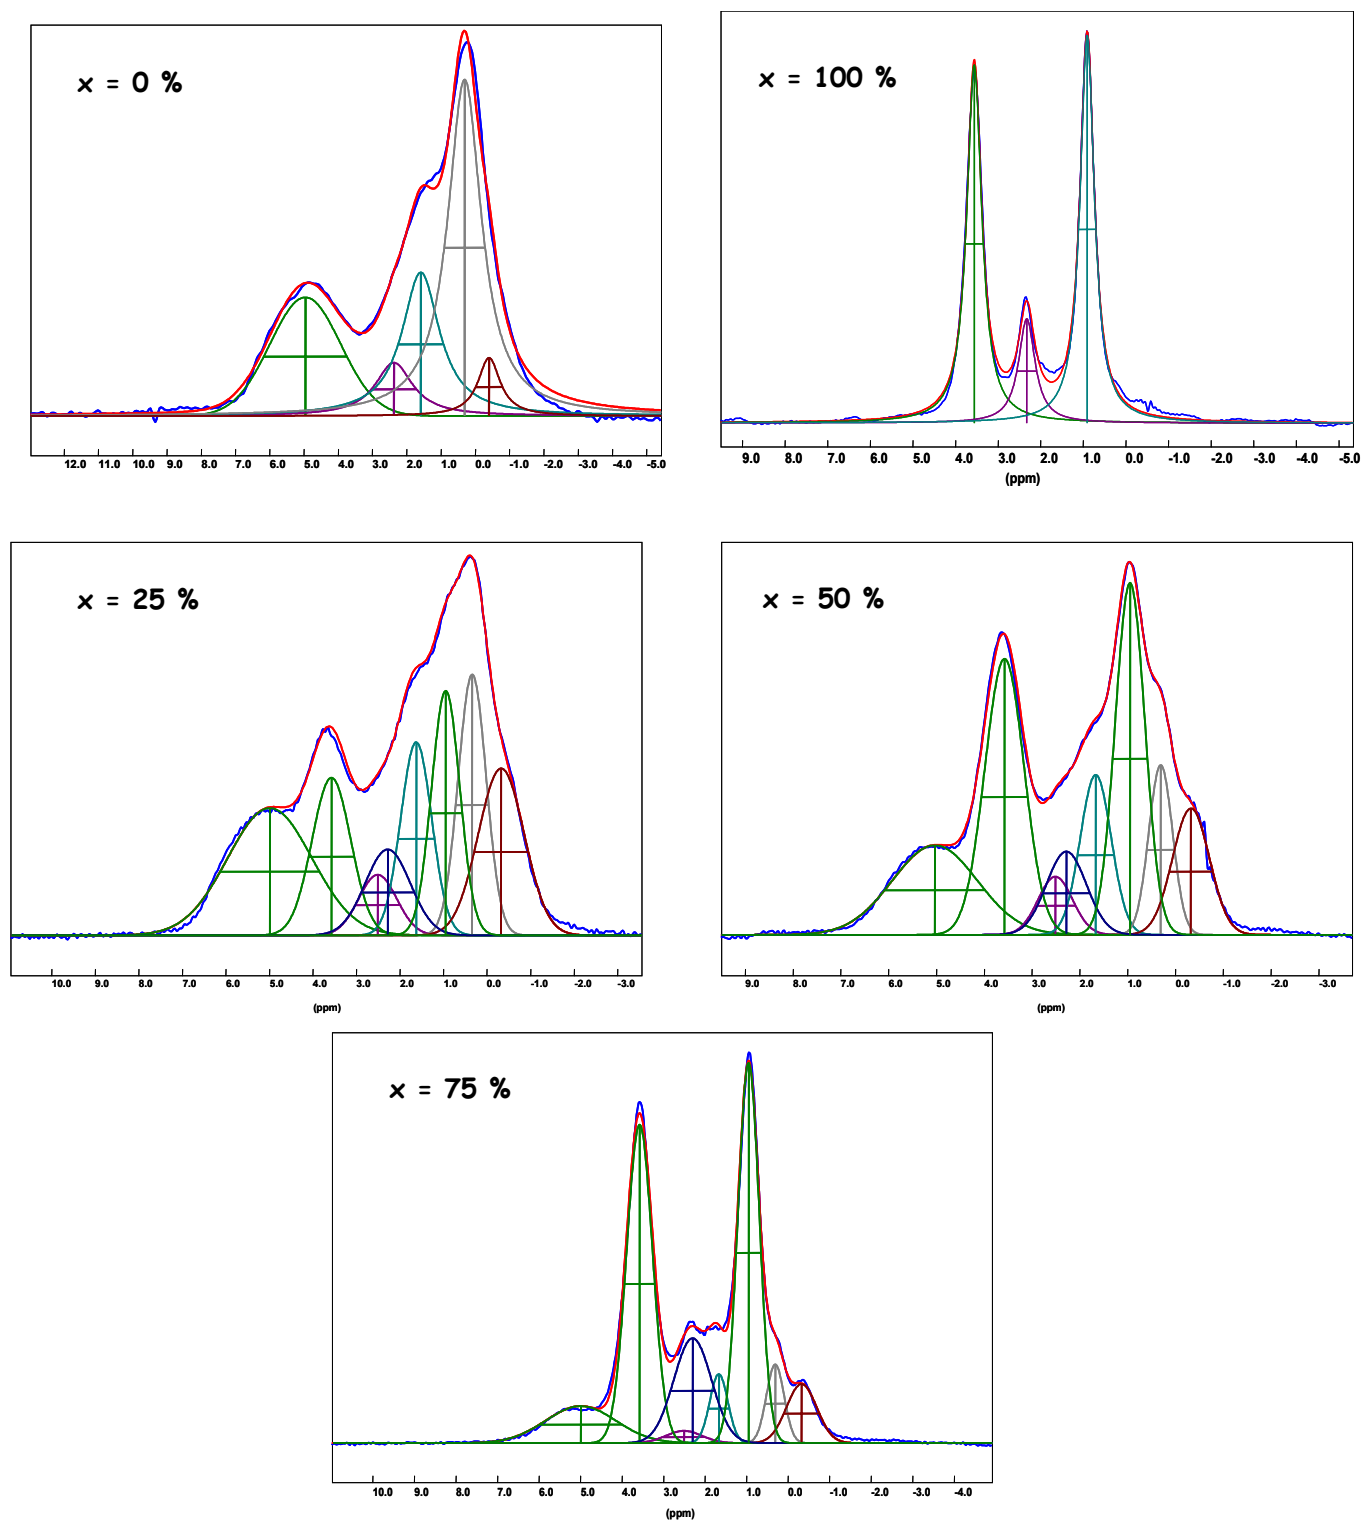 x = 0 %
12.0 11.0 10.0 9.0 8.0 7.0 6.0 5.0 4.0 3.0 2.0 1.0 0.0 -1.0 -2.0 -3.0 -4.0 -5.0
x = 100 %
9.0 8.0 7.0 6.0 5.0 4.0 3.0 2.0 1.0 0.0 -1.0 -2.0 -3.0 -4.0 -5.0
(ppm)
x = 25 %
10.0 9.0 8.0 7.0 6.0 5.0 4.0 3.0 2.0 1.0 0.0 -1.0 -2.0 -3.0
(ppm)
x = 50 %
9.0 8.0 7.0 6.0 5.0 4.0 3.0 2.0 1.0 0.0 -1.0 -2.0 -3.0
(ppm)
x = 75 %
10.0 9.0 8.0 7.0 6.0 5.0 4.0 3.0 2.0 1.0 0.0 -1.0 -2.0 -3.0 -4.0
(ppm)